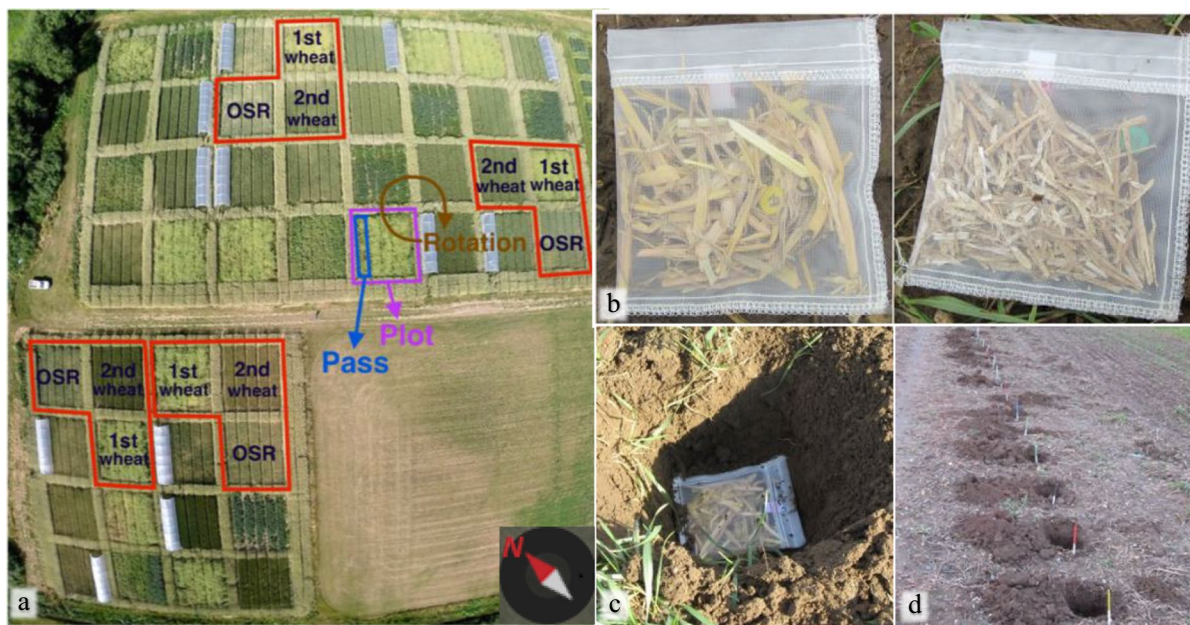 1st
wheat
OSR
2nd
wheat
2nd
wheat
1st
wheat
Rotation
OSR
Plot
Pass
OSR
2nd
wheat
1st
wheat
2nd
wheat
1st
wheat
OSR
N
a
b
c
d